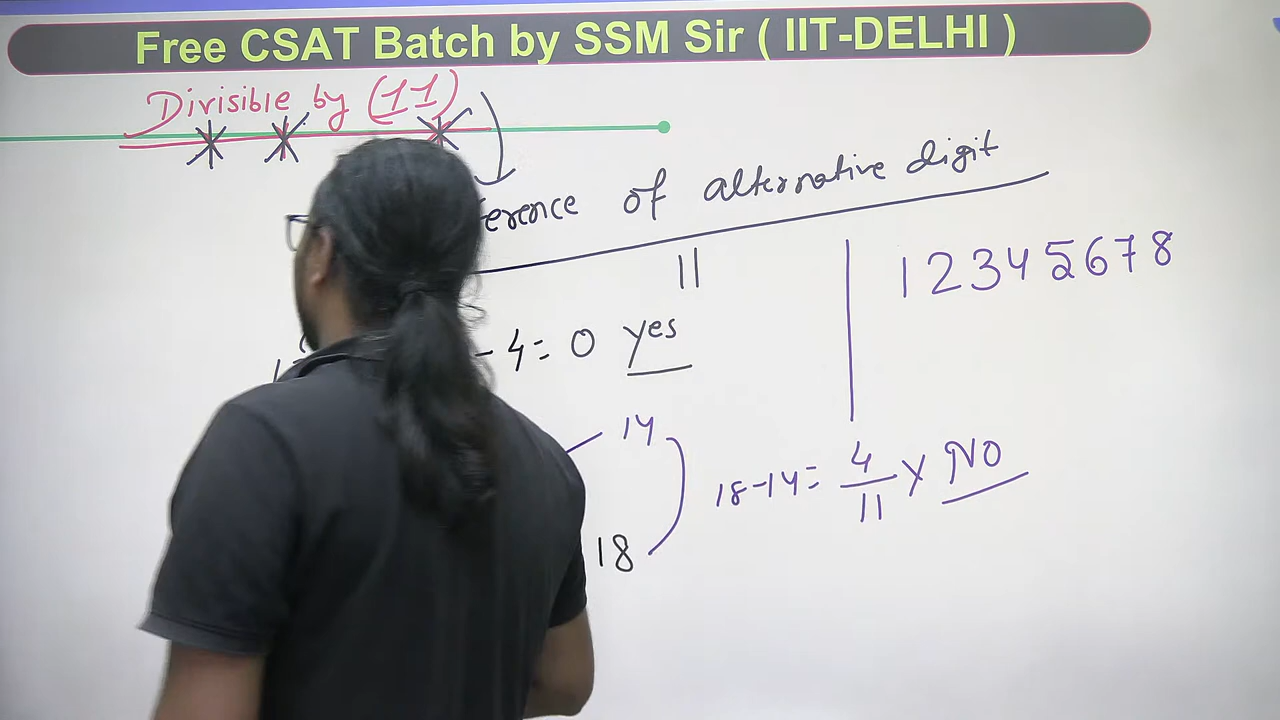 Free CSAT Batch by SSM Sir ( IIT-DELHI )
Divisible by (11)
erence of alternative digit
11
12345678
- 4 = 0 yes
14
18-14 = 4/11 x NO
18